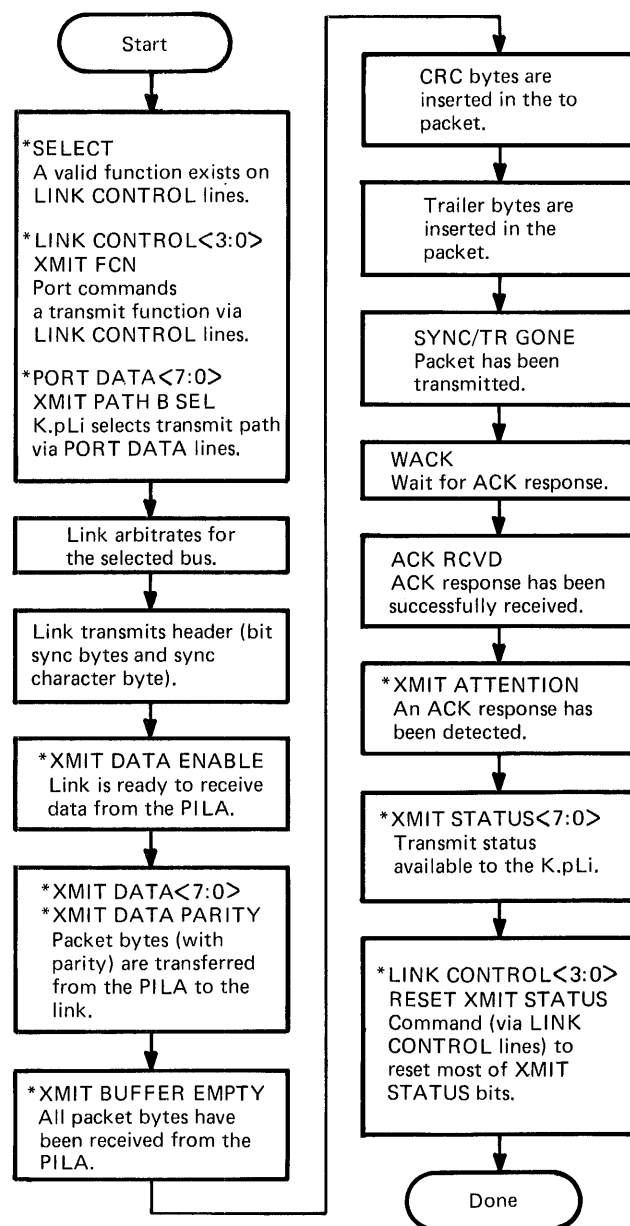 Start
*SELECT
A valid function exists on
LINK CONTROL lines.
*LINK CONTROL<3:0>
XMIT FCN
Port commands
a transmit function via
LINK CONTROL lines.
*PORT DATA<7:0>
XMIT PATH B SEL
K.pLi selects transmit path
via PORT DATA lines.
Link arbitrates for
the selected bus.
Link transmits header (bit
sync bytes and sync
character byte).
*XMIT DATA ENABLE
Link is ready to receive
data from the PILA.
*XMIT DATA<7:0>
*XMIT DATA PARITY
Packet bytes (with
parity) are transferred
from the PILA to the
link.
*XMIT BUFFER EMPTY
All packet bytes have
been received from the
PILA.
CRC bytes are
inserted in the to
packet.
Trailer bytes are
inserted in the
packet.
SYNC/TR GONE
Packet has been
transmitted.
WACK
Wait for ACK response.
ACK RCVD
ACK response has been
successfully received.
*XMIT ATTENTION
An ACK response has
been detected.
*XMIT STATUS<7:0>
Transmit status
available to the K.pLi.
*LINK CONTROL<3:0>
RESET XMIT STATUS
Command (via LINK
CONTROL lines) to
reset most of XMIT
STATUS bits.
Done